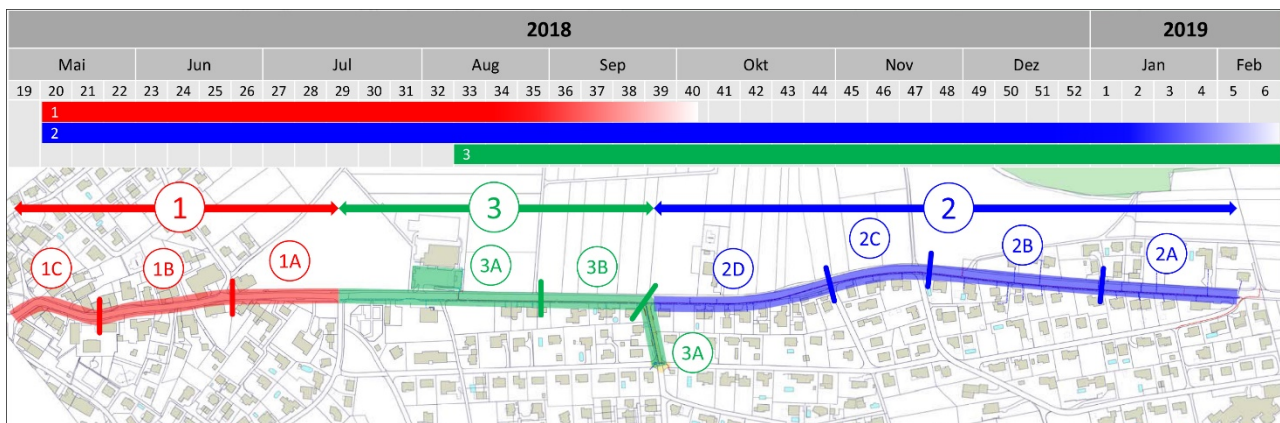 2018 2019
Mai Jun Jul Aug Sep Okt Nov Dez Jan Feb
19 20 21 22 23 24 25 26 27 28 29 30 31 32 33 34 35 36 37 38 39 40 41 42 43 44 45 46 47 48 49 50 51 52 1 2 3 4 5 6
1
2
3
1 3 2
1C 1B 1A 3A 3B 2D 2C 2B 2A
3A